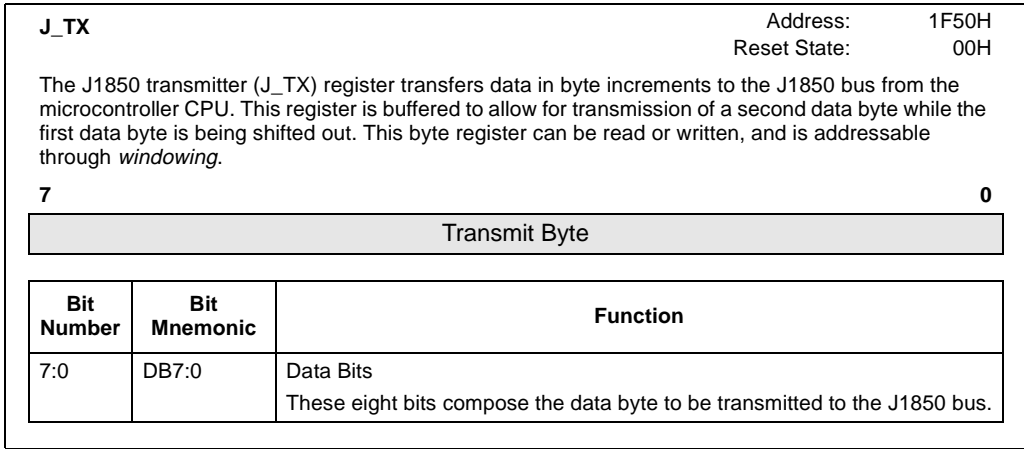 J_TX Address: 1F50H
Reset State: 00H
The J1850 transmitter (J_TX) register transfers data in byte increments to the J1850 bus from the
microcontroller CPU. This register is buffered to allow for transmission of a second data byte while the
first data byte is being shifted out. This byte register can be read or written, and is addressable
through windowing.
7 0
Transmit Byte
Bit Number Bit Mnemonic Function
7:0 DB7:0 Data Bits
These eight bits compose the data byte to be transmitted to the J1850 bus.